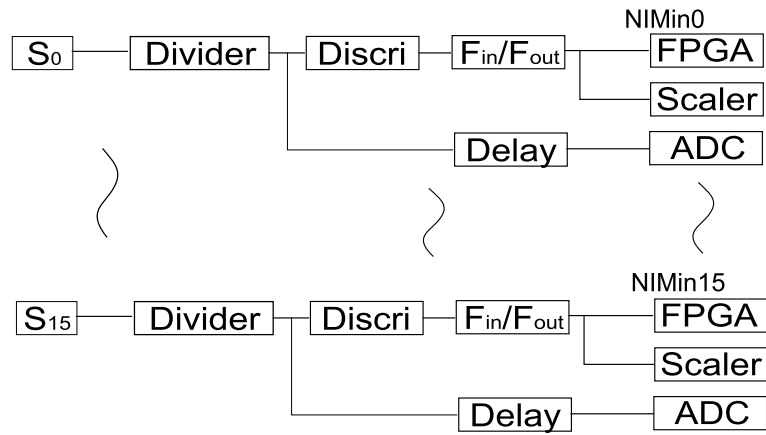 NIMin0
S0 Divider Discri Fin/Fout FPGA
Scaler
Delay ADC
NIMin15
S15 Divider Discri Fin/Fout FPGA
Scaler
Delay ADC